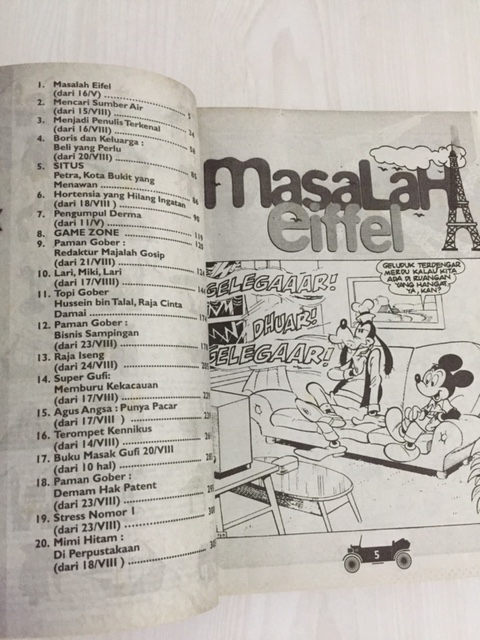 1. Masalah Eifel
(dari 16/V) 5
2. Mencari Sumber Air
(dari 15/VIII)
3. Menjadi Penulis Terkenal
(dari 16/VIII)
4. Boris dan Keluarga :
Beli yang Perlu
(dari 20/VIII)
5. SITUS
Petra, Kota Bukit yang
Menawan
6. Hortensia yang Hilang Ingatan
(dari 18/VIII )
7. Pengumpul Derma
(dari 11/V)
8. GAME ZONE 119
9. Paman Gober : 120
Redaktur Majalah Gosip
(dari 21/VIII)
10. Lari, Miki, Lari
(dari 17/VIIII)
11. Topi Gober
Hussein bin Talal, Raja Cinta
Damai
12. Paman Gober :
Bisnis Sampingan
(dari 23/VIII)
13. Raja Iseng
(dari 24/VIII)
14. Super Gufi:
Memburu Kekacauan
(dari 17/VIII)
15. Agus Angsa : Punya Pacar
(dari 17/VIII )
16. Terompet Kennikus
(dari 14/VIII)
17. Buku Masak Gufi 20/VIII
(dari 10 hal)
18. Paman Gober :
Demam Hak Patent
(dari 23/VIII)
19. Stress Nomor 1
(dari 23/VIII)
20. Mimi Hitam :
Di Perpustakaan
(dari 18/VIII )
masaLaH
eiffel
GELEGAAAR!
DHUAR!
GELEGAAR!
GELUDUK TERDENGAR
MERDU KALAU KITA
ADA DI RUANGAN
YANG HANGAT,
YA, KAN?
5